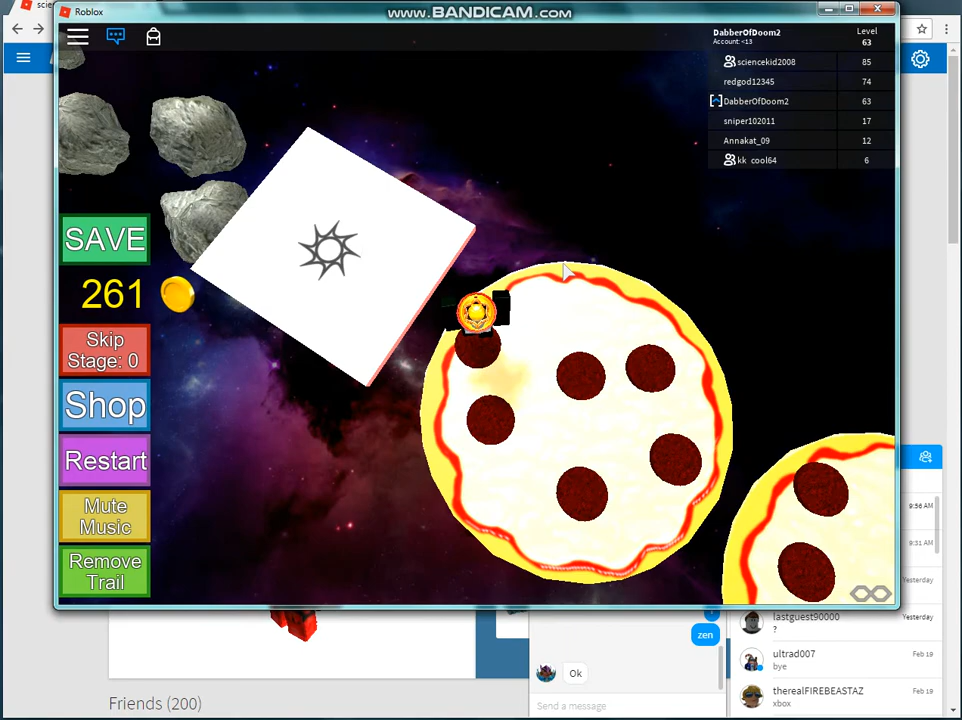 scie
Roblox
www.BANDICAM.com
DabberOfDoom2
Account: <13
Level
63
sciencekid2008 85
redgod12345 74
DabberOfDoom2 63
sniper102011 17
Annakat_09 12
kk_cool64 6
SAVE
261
Skip
Stage: 0
Shop
Restart
Mute
Music
Remove
Trail
9:56 AM
9:31 AM
Yesterday
lastguest90000 Yesterday
?
zen
ultrad007 Feb 19
bye
Ok
therealFIREBEASTAZ Feb 19
xbox
Send a message
Friends (200)